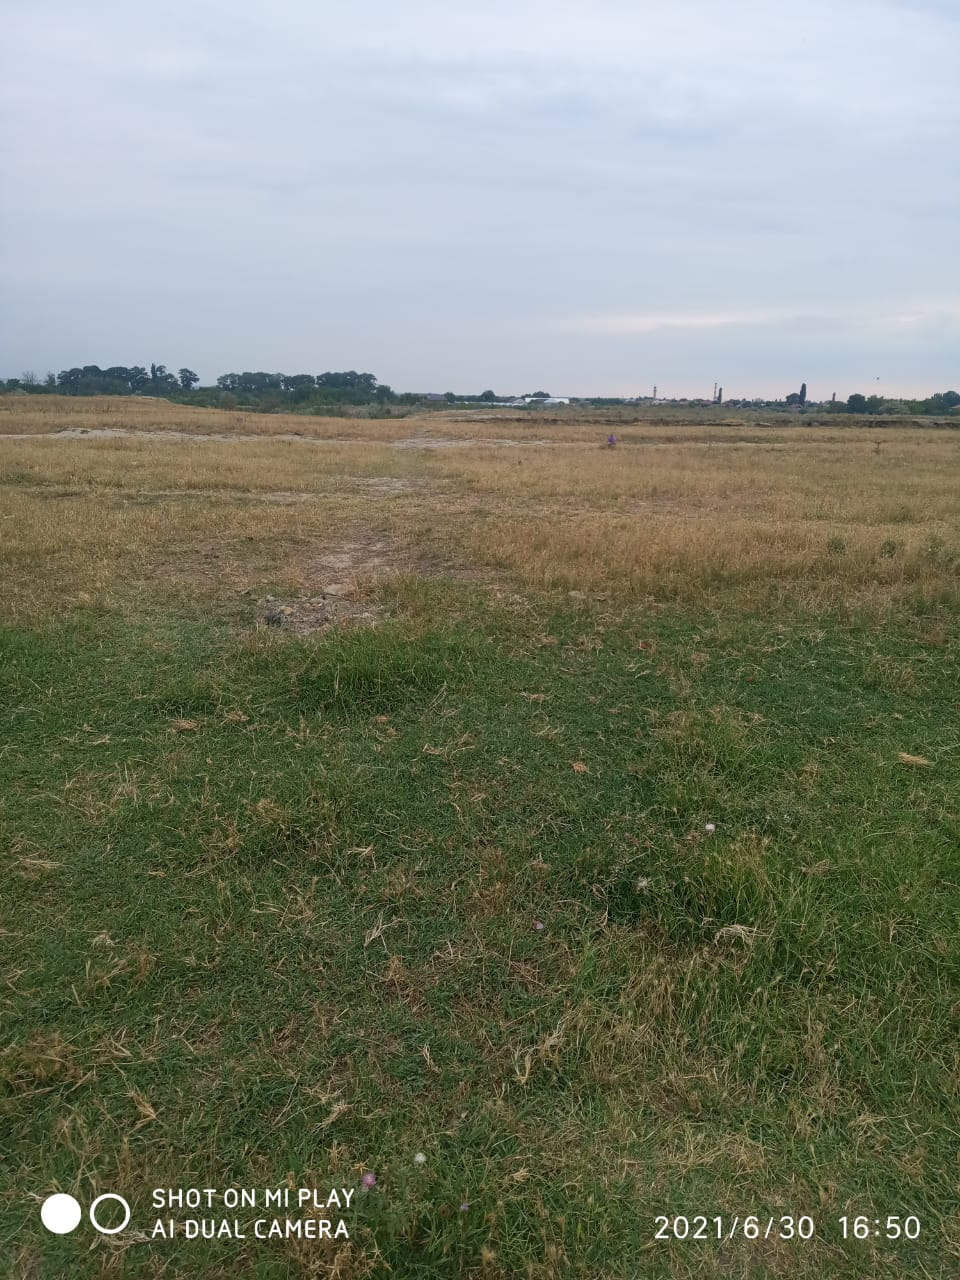 SHOT ON MI PLAY
AI DUAL CAMERA
2021/6/30 16:50